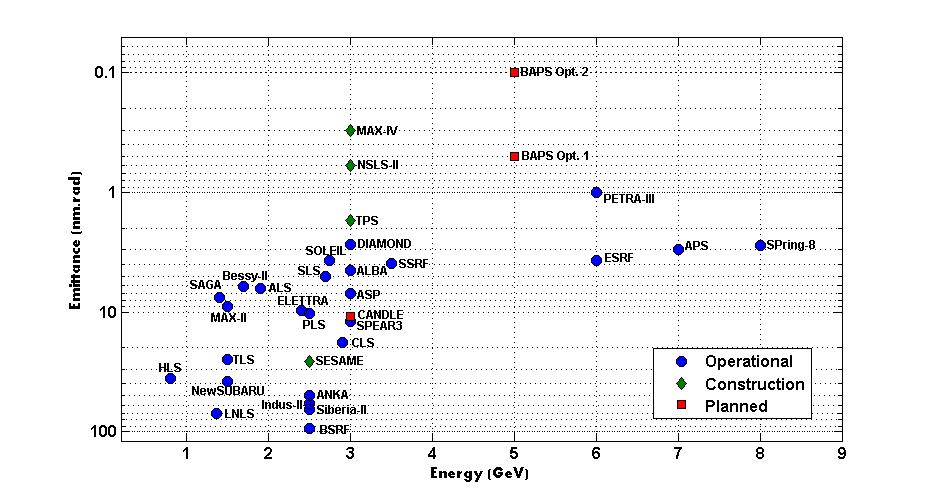 0.1
1
10
100
Emittance (nm.rad)
BAPS Opt. 2
MAX-IV
BAPS Opt. 1
NSLS-II
PETRA-III
TPS
DIAMOND
SPring-8
APS
SOLEIL
ESRF
SSRF
SLS
ALBA
Bessy-II
SAGA
ALS
ASP
ELETTRA
MAX-II
CANDLE
PLS
SPEAR3
CLS
TLS
SESAME
HLS
NewSUBARU
ANKA
Indus-II
Siberia-II
LNLS
BSRF
Operational
Construction
Planned
1 2 3 4 5 6 7 8 9
Energy (GeV)